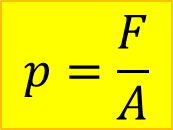 p = F/A